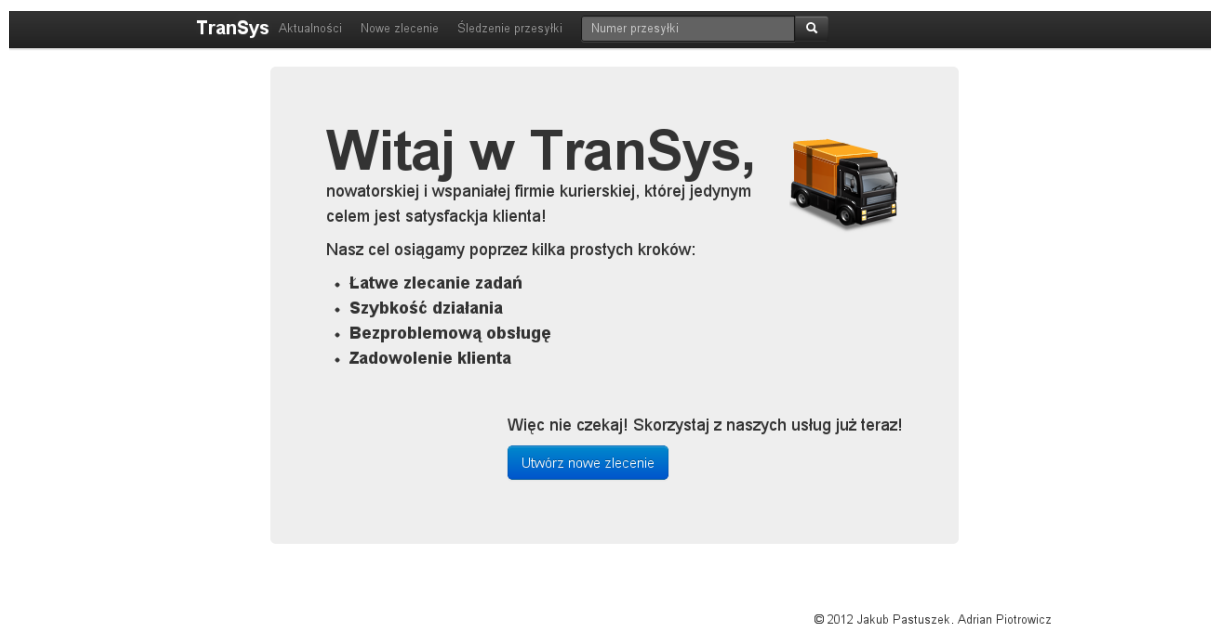 TranSys Aktualności Nowe zlecenie Śledzenie przesyłki Numer przesyłki
Witaj w TranSys,
nowatorskiej i wspaniałej firmie kurierskiej, której jedynym
celem jest satysfackja klienta!
Nasz cel osiągamy poprzez kilka prostych kroków:
• Łatwe zlecanie zadań
• Szybkość działania
• Bezproblemową obsługę
• Zadowolenie klienta
Więc nie czekaj! Skorzystaj z naszych usług już teraz!
Utwórz nowe zlecenie
© 2012 Jakub Pastuszek, Adrian Piotrowicz